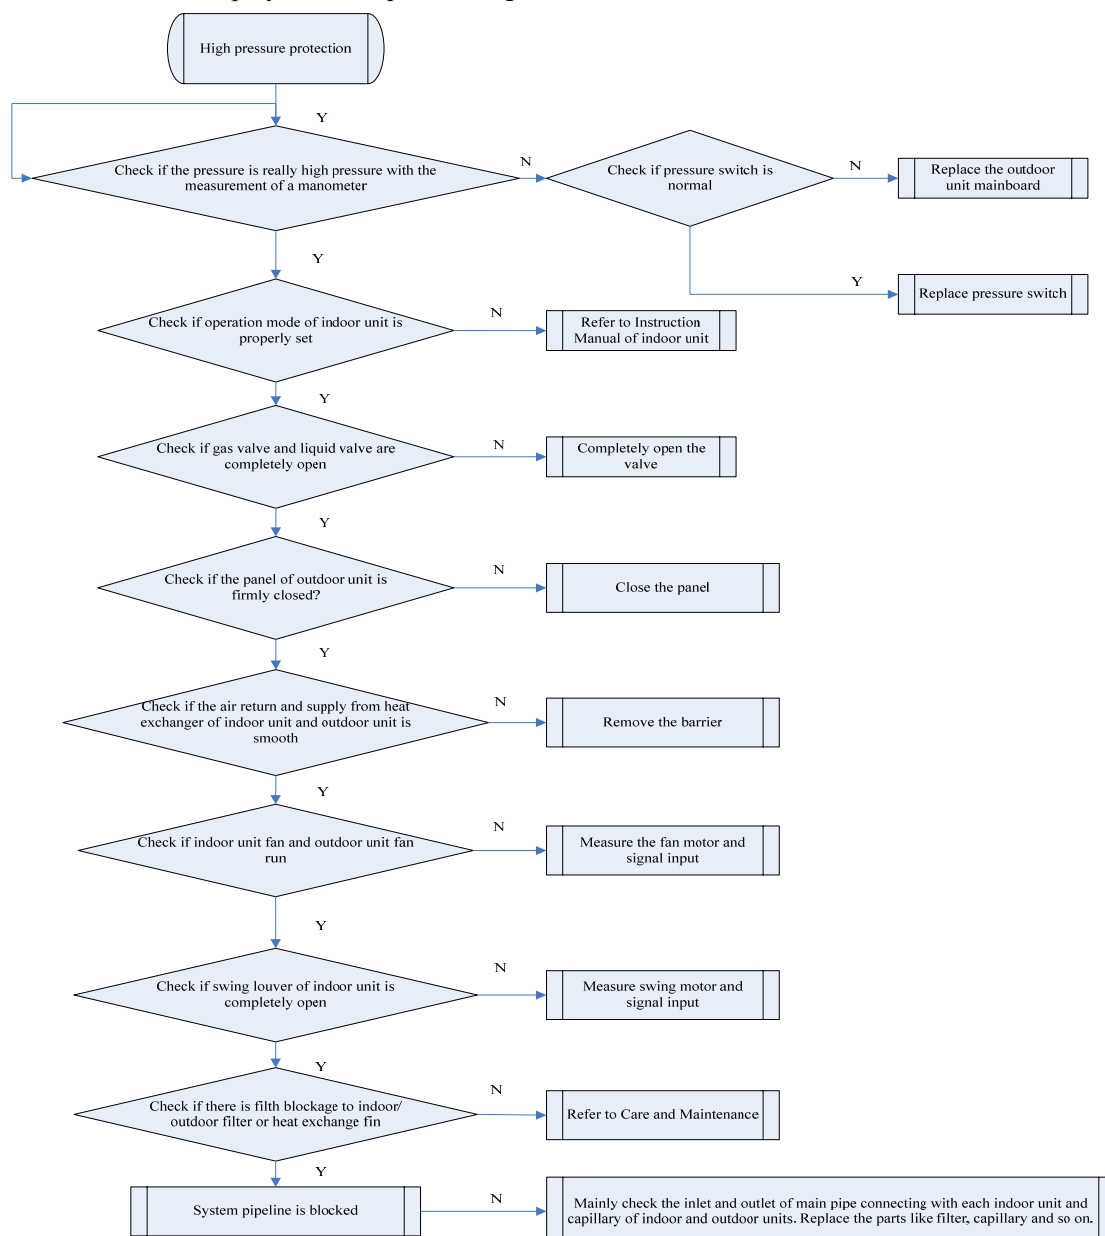 High pressure protection
Y
Check if the pressure is really high pressure with the
measurement of a manometer
N
Check if pressure switch is
normal
N
Replace the outdoor
unit mainboard
Y
Replace pressure switch
Y
Check if operation mode of indoor unit is
properly set
N
Refer to Instruction
Manual of indoor unit
Y
Check if gas valve and liquid valve are
completely open
N
Completely open the
valve
Y
Check if the panel of outdoor unit is
firmly closed?
N
Close the panel
Y
Check if the air return and supply from heat
exchanger of indoor unit and outdoor unit is
smooth
N
Remove the barrier
Y
Check if indoor unit fan and outdoor unit fan
run
N
Measure the fan motor and
signal input
Y
Check if swing louver of indoor unit is
completely open
N
Measure swing motor and
signal input
Y
Check if there is filth blockage to indoor/
outdoor filter or heat exchange fin
N
Refer to Care and Maintenance
Y
System pipeline is blocked
N
Mainly check the inlet and outlet of main pipe connecting with each indoor unit and
capillary of indoor and outdoor units. Replace the parts like filter, capillary and so on.